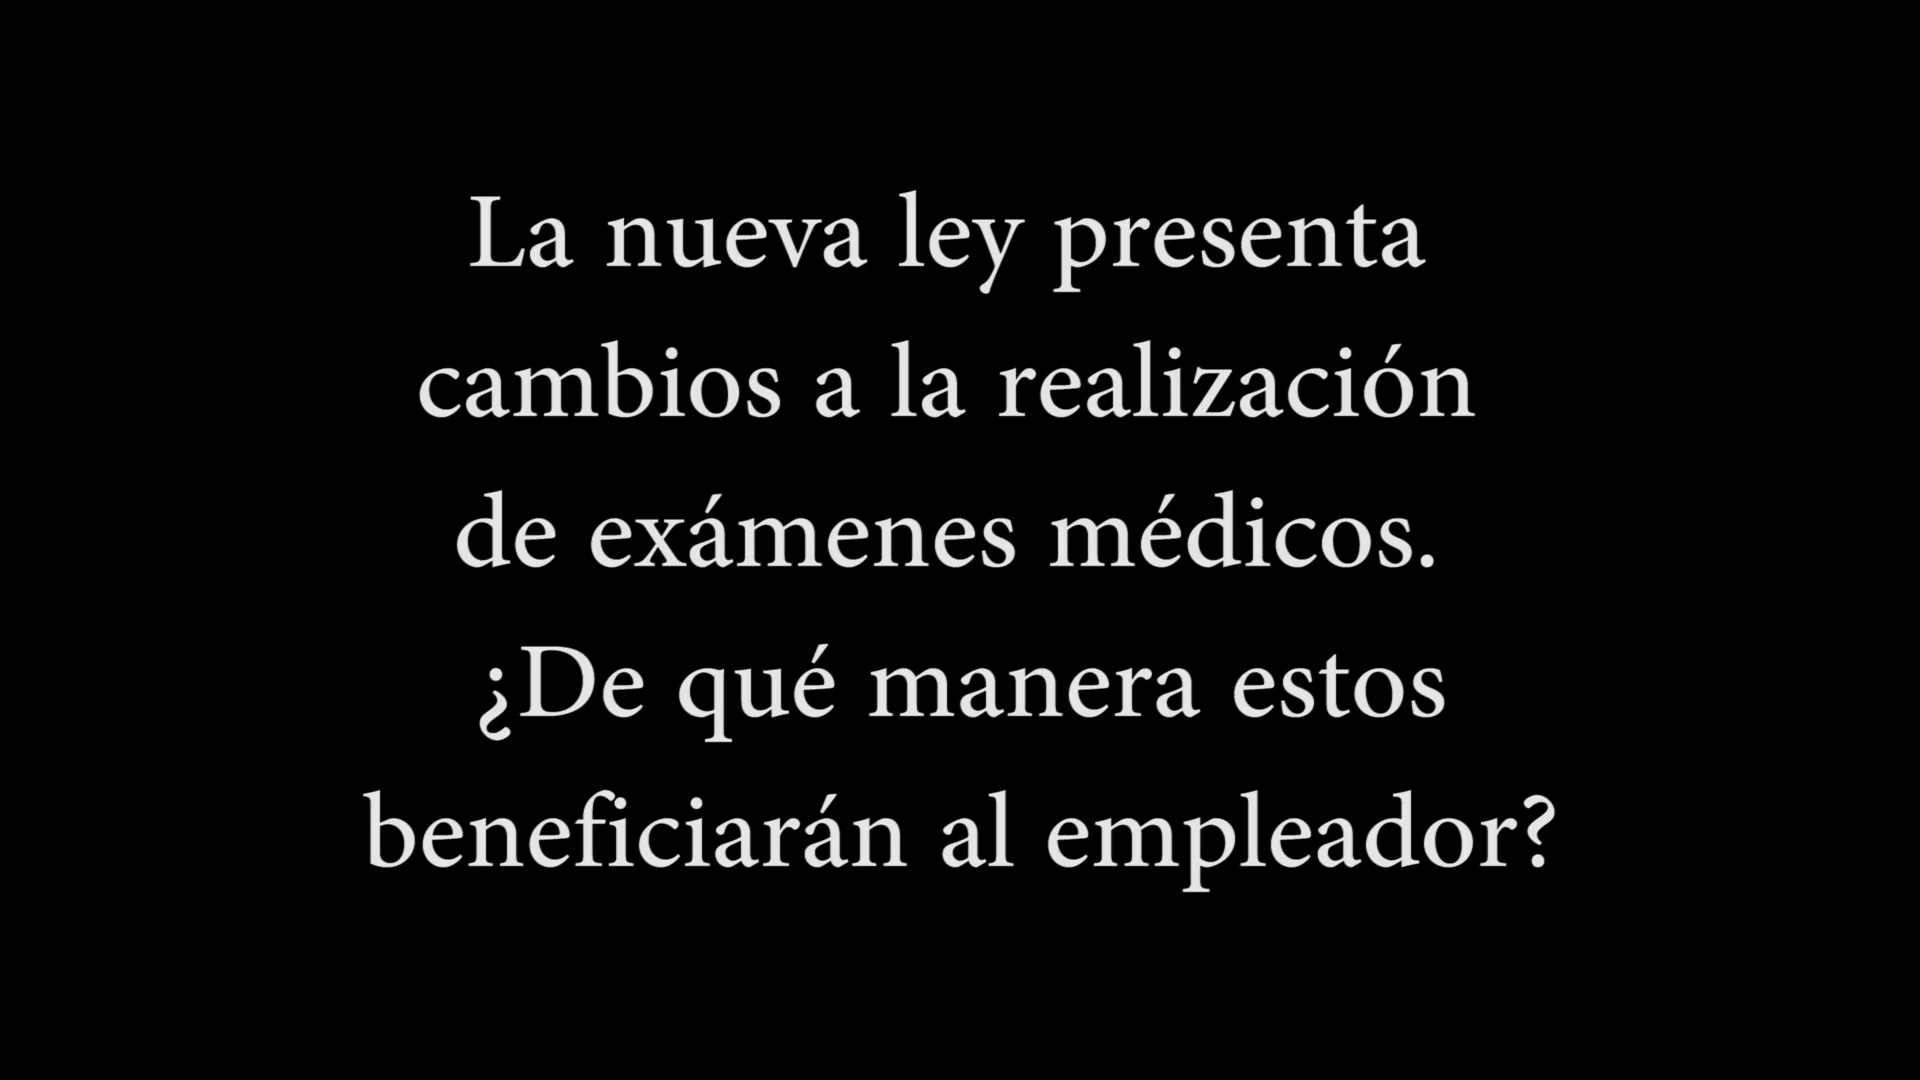 La nueva ley presenta
cambios a la realización
de exámenes médicos.
¿De qué manera estos
beneficiarán al empleador?